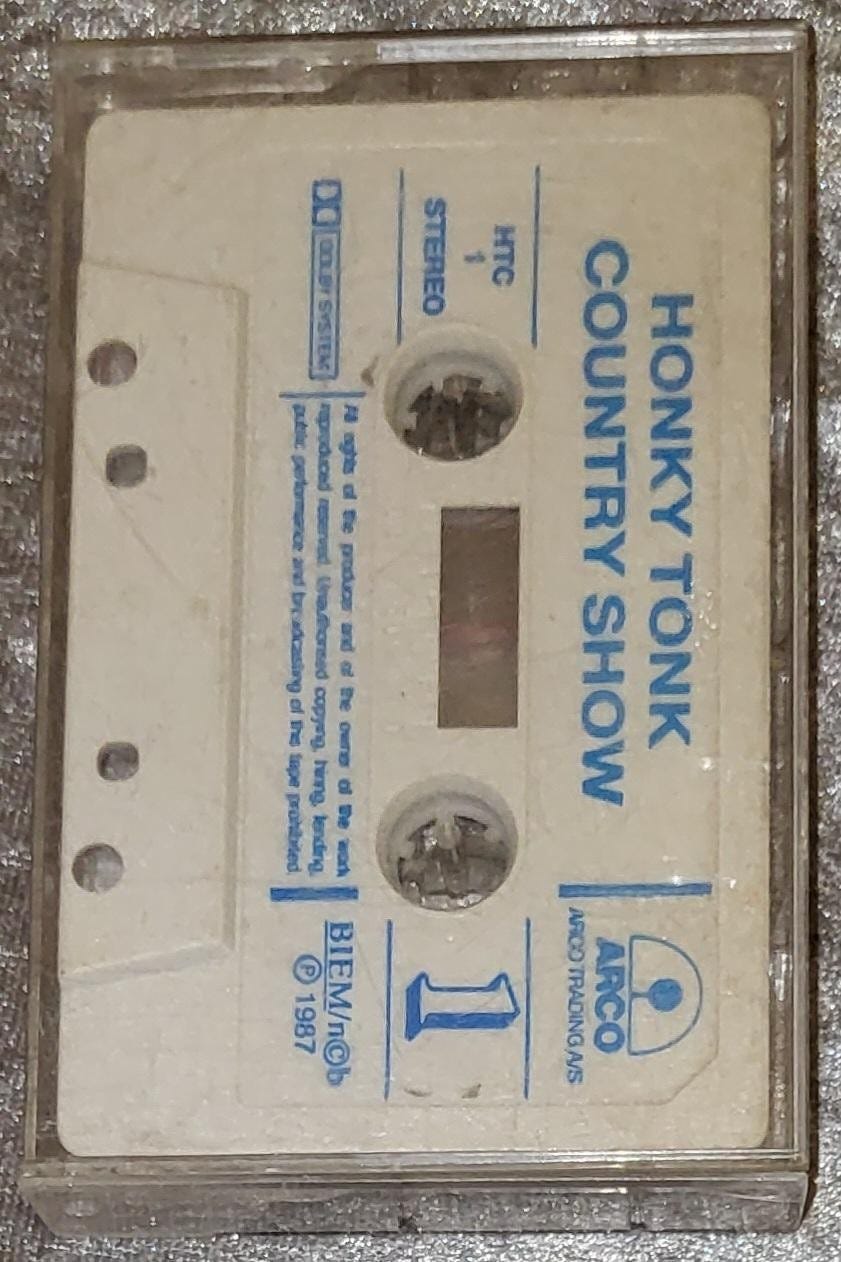 HONKY TONK
COUNTRY SHOW
ARCO
ARCO TRADING A/S
HTC
1
STEREO
1
DOLBY SYSTEM
All rights of the producer and of the owner of the work
reproduced reserved. Unauthorised copying, hiring, lending,
public performance and broadcasting of this tape prohibited.
BIEM/n©b
℗ 1987